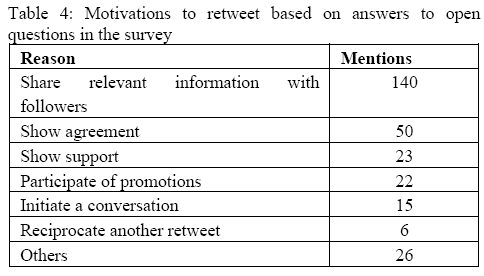 Table 4: Motivations to retweet based on answers to open
questions in the survey
Reason Mentions
Share relevant information with 140
followers
Show agreement 50
Show support 23
Participate of promotions 22
Initiate a conversation 15
Reciprocate another retweet 6
Others 26